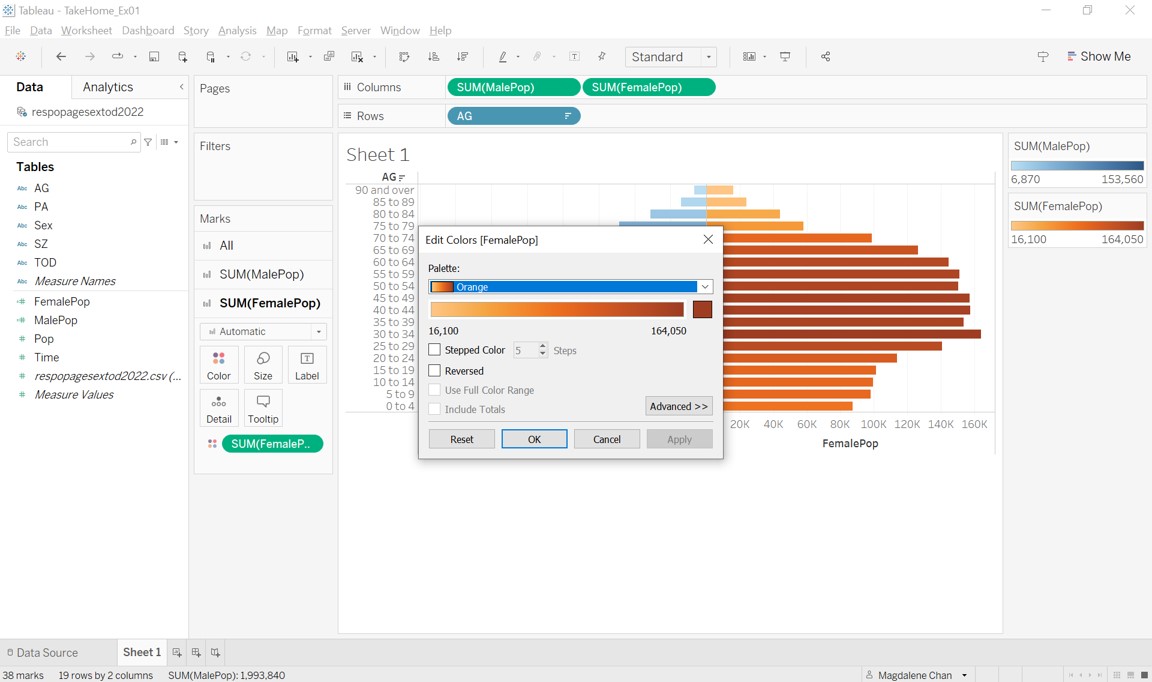 Tableau - TakeHome_Ex01
File Data Worksheet Dashboard Story Analysis Map Format Server Window Help
Standard
Show Me
Data Analytics
respopagesextod2022
Search
Tables
AG
PA
Sex
SZ
TOD
Measure Names
FemalePop
MalePop
Pop
Time
respopagesextod2022.csv (...
Measure Values
Pages
Filters
Marks
All
SUM(MalePop)
SUM(FemalePop)
Automatic
Color Size Label
Detail Tooltip
SUM(FemaleP..
Columns SUM(MalePop) SUM(FemalePop)
Rows AG
Sheet 1
AG
90 and over
85 to 89
80 to 84
75 to 79
70 to 74
65 to 69
60 to 64
55 to 59
50 to 54
45 to 49
40 to 44
35 to 39
30 to 34
25 to 29
20 to 24
15 to 19
10 to 14
5 to 9
0 to 4
20K 40K 60K 80K 100K 120K 140K 160K
FemalePop
Edit Colors [FemalePop]
Palette:
Orange
16,100 164,050
Stepped Color 5 Steps
Reversed
Use Full Color Range
Include Totals
Advanced >>
Reset OK Cancel Apply
SUM(MalePop)
6,870 153,560
SUM(FemalePop)
16,100 164,050
Data Source Sheet 1
38 marks 19 rows by 2 columns SUM(MalePop): 1,993,840
Magdalene Chan